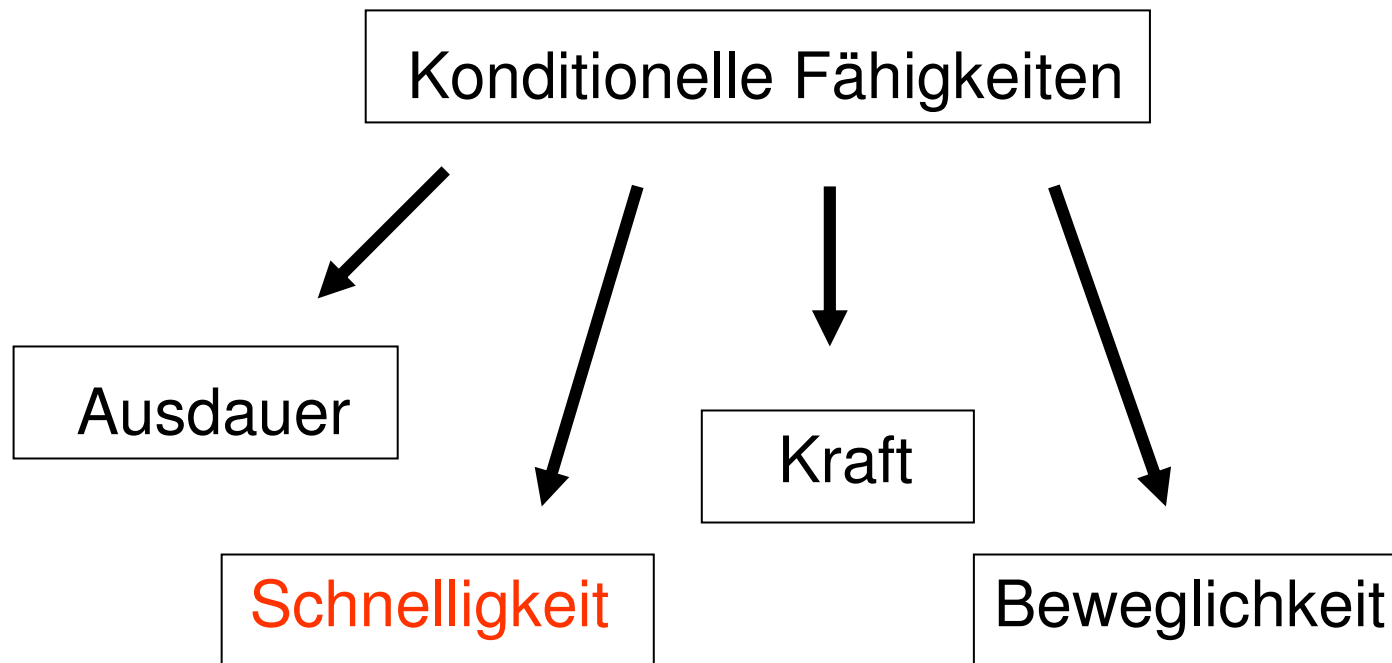 Konditionelle Fähigkeiten
Ausdauer
Kraft
Schnelligkeit
Beweglichkeit